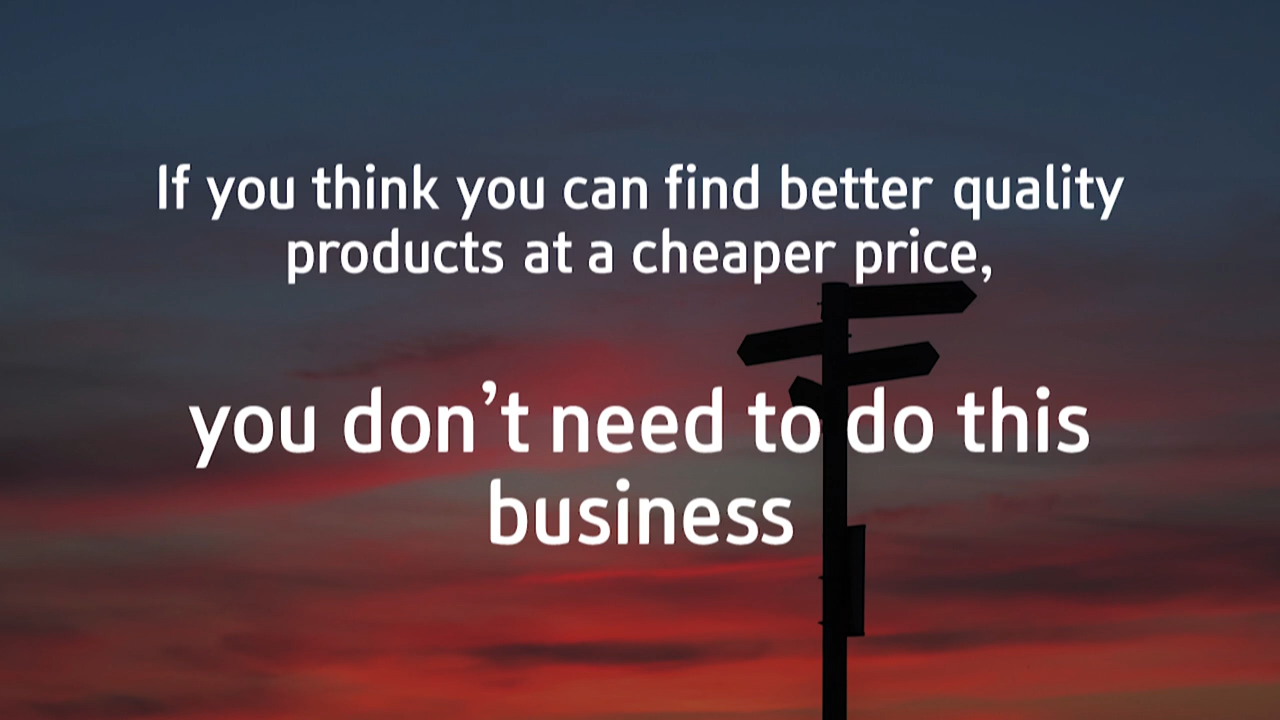 If you think you can find better quality
products at a cheaper price,
you don’t need to do this
business